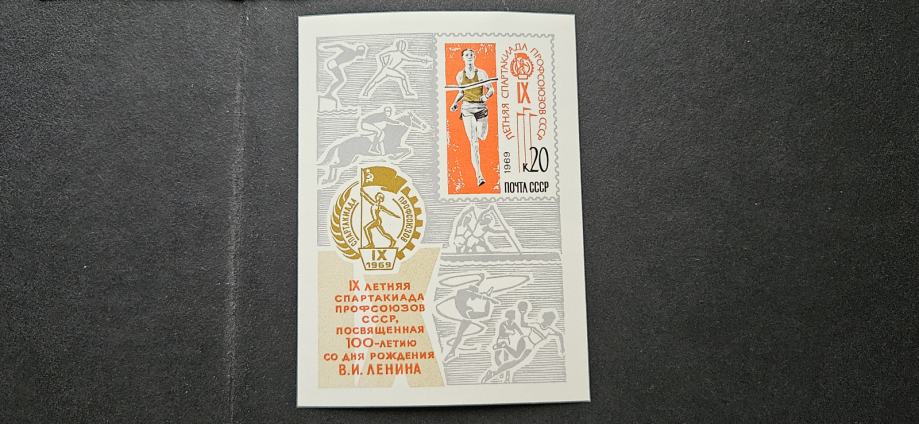 ЛЕТНЯЯ СПАРТАКИАДА ПРОФСОЮЗОВ СССР
IX
1969
К20
ПОЧТА СССР
СПАРТАКИАДА ПРОФСОЮЗОВ
IX
1969
IX ЛЕТНЯЯ
СПАРТАКИАДА
ПРОФСОЮЗОВ
СССР,
ПОСВЯЩЕННАЯ
100-ЛЕТИЮ
СО ДНЯ РОЖДЕНИЯ
В.И. ЛЕНИНА